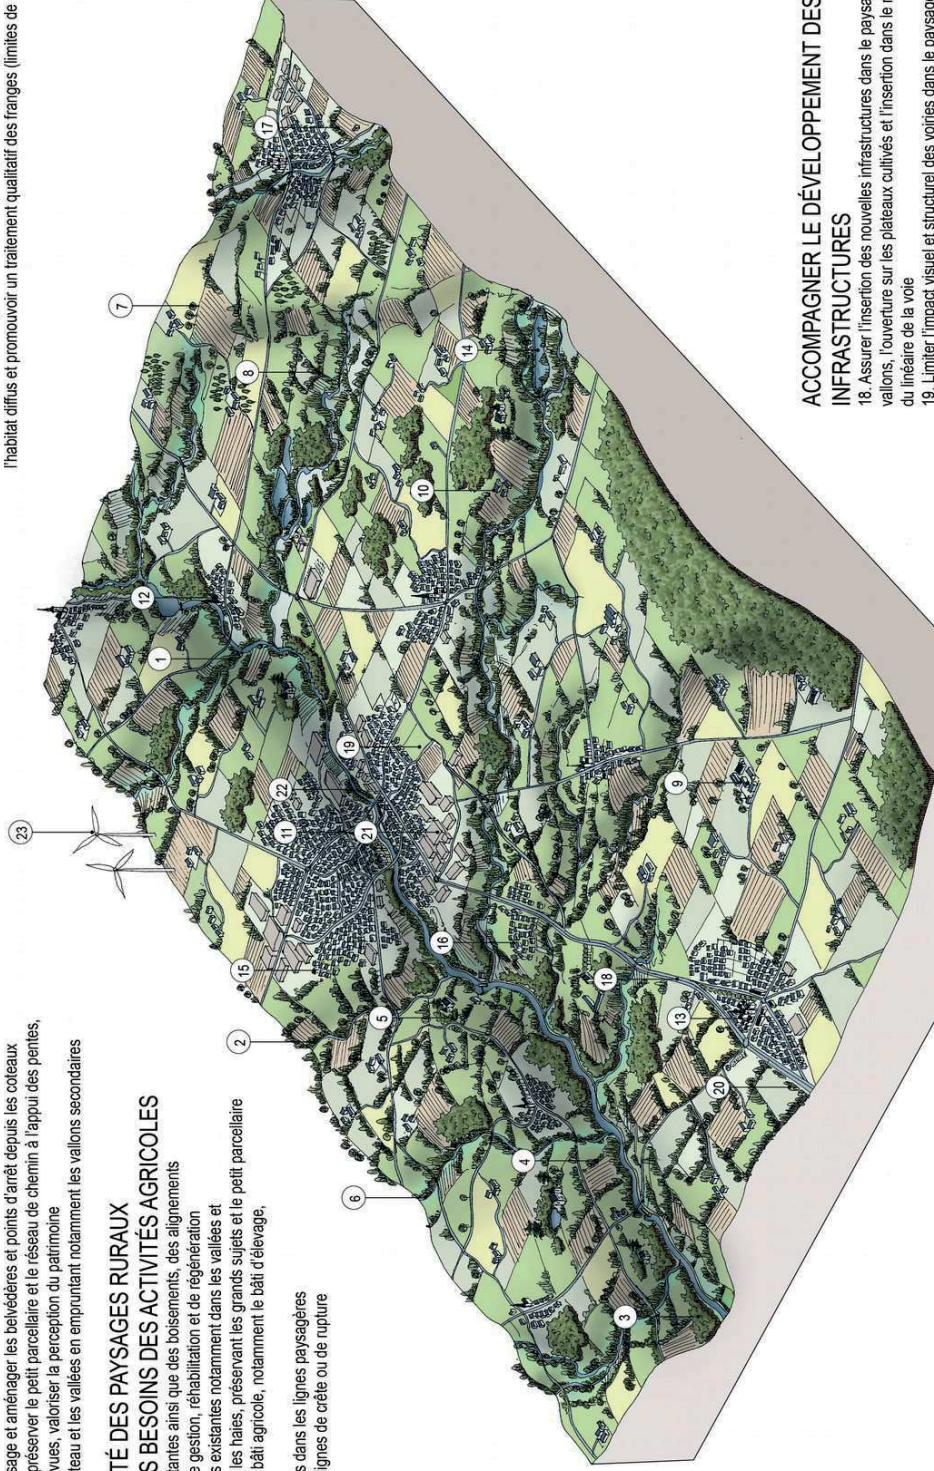 sage et aménager les belvédères et points d'arrêt depuis les coteaux
préserver le petit parcellaire et le réseau de chemin à l'appui des pentes,
vues, valoriser la perception du patrimoine
teau et les vallées en empruntant notamment les vallons secondaires
TÉ DES PAYSAGES RURAUX
S BESOINS DES ACTIVITÉS AGRICOLES
tantes ainsi que des boisements, des alignements
e gestion, réhabilitation et de régénération
s existantes notamment dans les vallées et
les haies, préservant les grands sujets et le petit parcellaire
bâti agricole, notamment le bâti d'élevage,
s dans les lignes paysagères
lignes de crête ou de rupture
l'habitat diffus et promouvoir un traitement qualitatif des franges (limites de
23
7
12
1
17
2
15
8
22
11
6
19
21
5
10
16
14
4
18
3
9
13
20
ACCOMPAGNER LE DÉVELOPPEMENT DES
INFRASTRUCTURES
18. Assurer l'insertion des nouvelles infrastructures dans le paysa
vallons, l'ouverture sur les plateaux cultivés et l'insertion dans le r
du linéaire de la voie
19. Limiter l'impact visuel et structurel des voiries dans le paysage